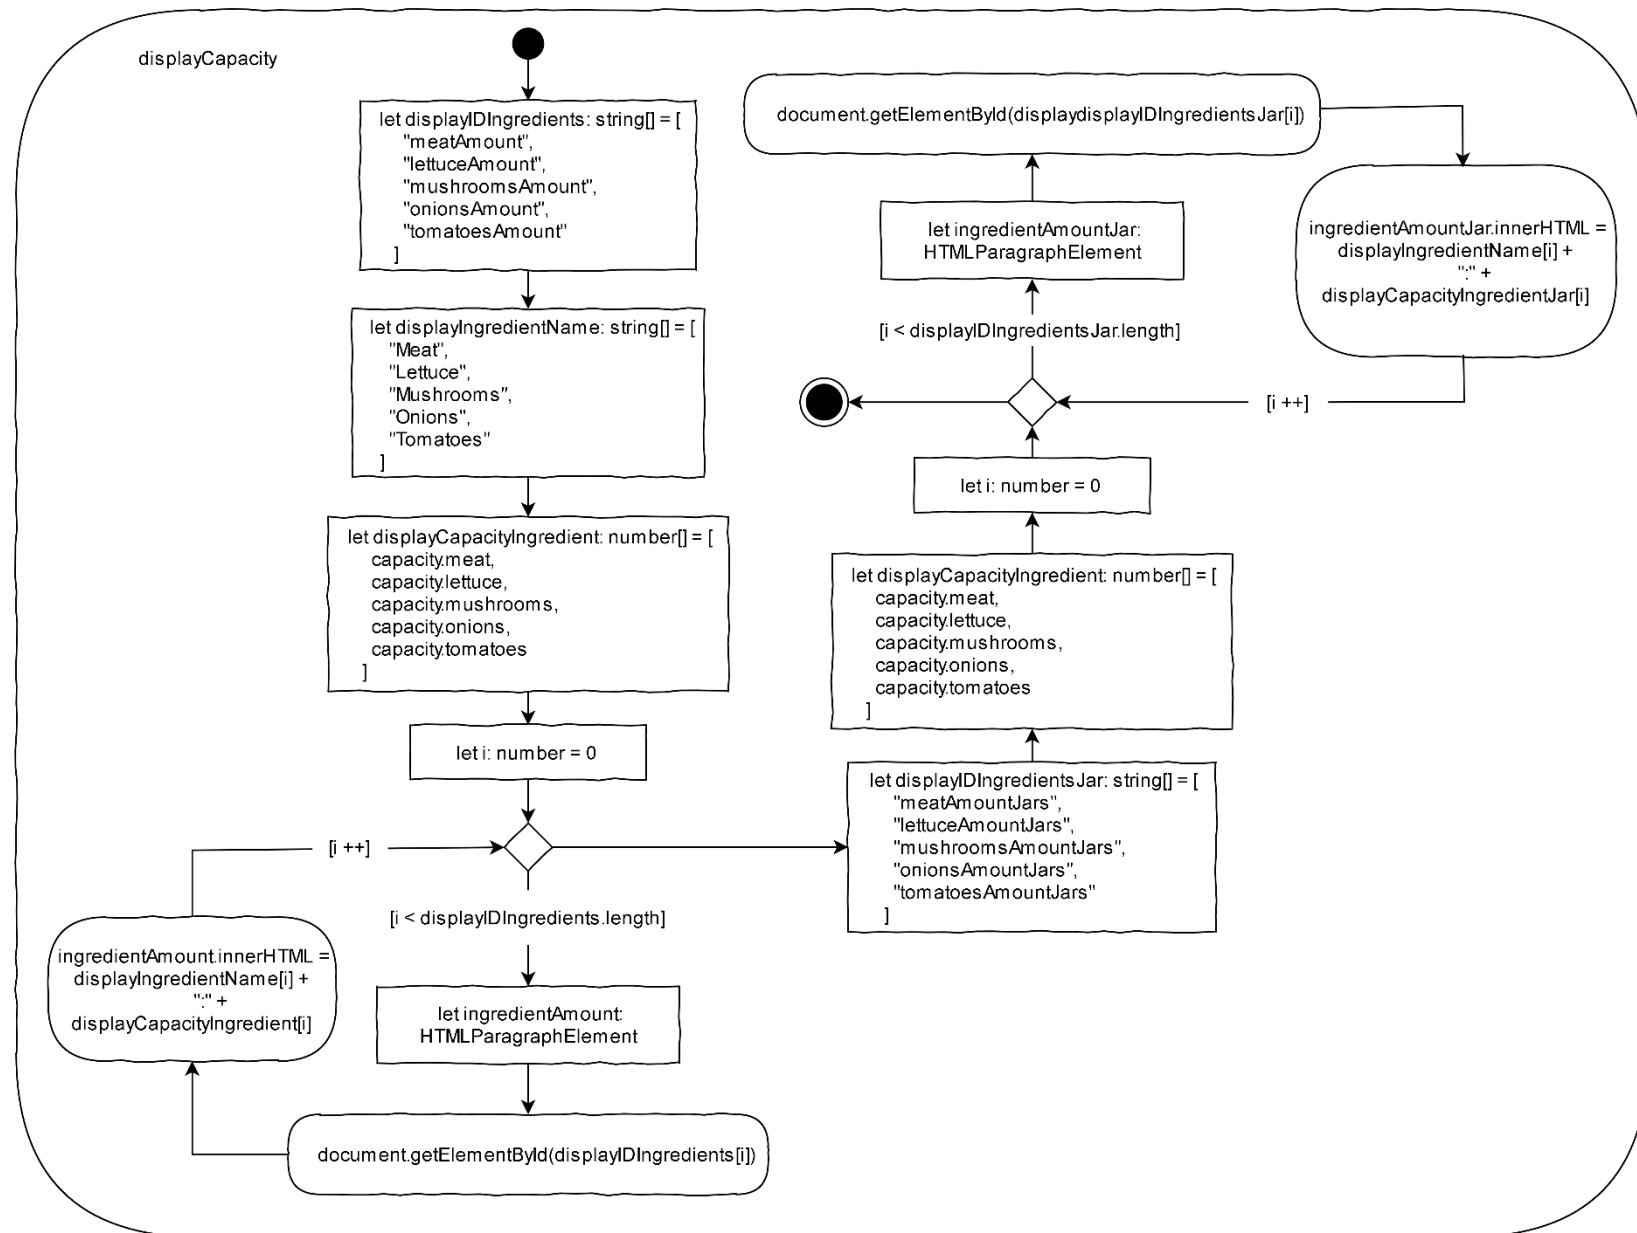 displayCapacity
let displayIDIngredients: string[] = [
"meatAmount",
"lettuceAmount",
"mushroomsAmount",
"onionsAmount",
"tomatoesAmount"
]
let displayIngredientName: string[] = [
"Meat",
"Lettuce",
"Mushrooms",
"Onions",
"Tomatoes"
]
let displayCapacityIngredient: number[] = [
capacity.meat,
capacity.lettuce,
capacity.mushrooms,
capacity.onions,
capacity.tomatoes
]
let i: number = 0
[i ++]
[i < displayIDIngredients.length]
let ingredientAmount:
HTMLParagraphElement
document.getElementById(displayIDIngredients[i])
ingredientAmount.innerHTML =
displayIngredientName[i] +
":" +
displayCapacityIngredient[i]
let displayIDIngredientsJar: string[] = [
"meatAmountJars",
"lettuceAmountJars",
"mushroomsAmountJars",
"onionsAmountJars",
"tomatoesAmountJars"
]
let displayCapacityIngredient: number[] = [
capacity.meat,
capacity.lettuce,
capacity.mushrooms,
capacity.onions,
capacity.tomatoes
]
let i: number = 0
[i < displayIDIngredientsJar.length]
let ingredientAmountJar:
HTMLParagraphElement
document.getElementById(displaydisplayIDIngredientsJar[i])
ingredientAmountJar.innerHTML =
displayIngredientName[i] +
":" +
displayCapacityIngredientJar[i]
[i ++]